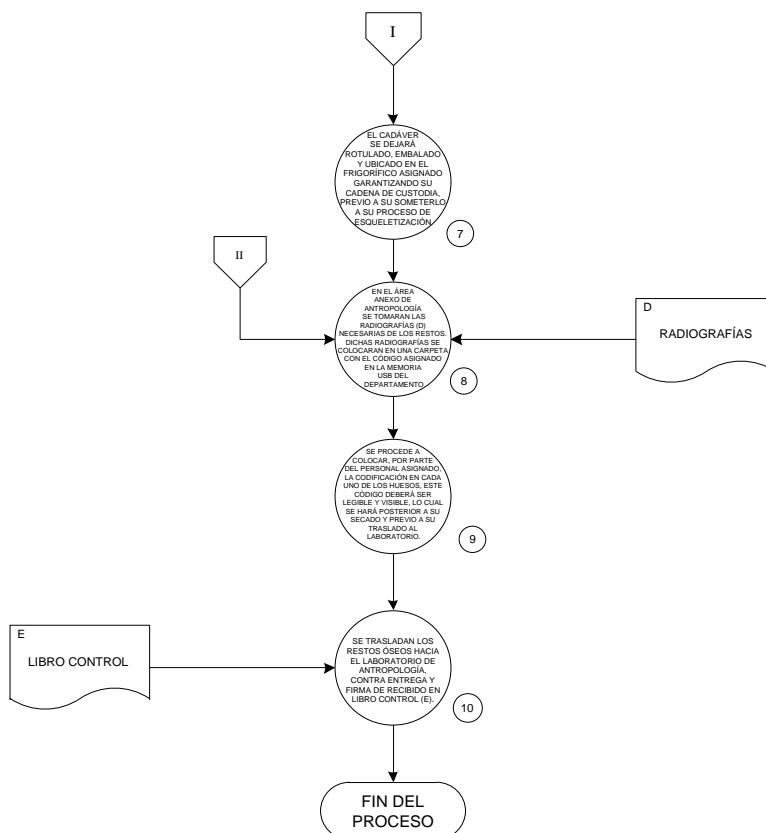 I
EL CADÁVER
SE DEJARÁ
ROTULADO, EMBALADO
Y UBICADO EN EL
FRIGORÍFICO ASIGNADO
GARANTIZANDO SU
CADENA DE CUSTODIA,
PREVIO A SU SOMETERLO
A SU PROCESO DE
ESQUELETIZACIÓN
7
II
EN EL ÁREA
ANEXO DE
ANTROPOLOGÍA
SE TOMARAN LAS
RADIOGRAFÍAS (D)
NECESARIAS DE LOS RESTOS.
DICHAS RADIOGRAFÍAS SE
COLOCARAN EN UNA CARPETA
CON EL CÓDIGO ASIGNADO
EN LA MEMORIA
USB DEL
DEPARTAMENTO
8
D
RADIOGRAFÍAS
SE PROCEDE A
COLOCAR, POR PARTE
DEL PERSONAL ASIGNADO,
LA CODIFICACIÓN EN CADA
UNO DE LOS HUESOS, ESTE
CÓDIGO DEBERÁ SER
LEGIBLE Y VISIBLE, LO CUAL
SE HARÁ POSTERIOR A SU
SECADO Y PREVIO A SU
TRASLADO AL
LABORATORIO.
9
E
LIBRO CONTROL
SE TRASLADAN LOS
RESTOS ÓSEOS HACIA
EL LABORATORIO DE
ANTROPOLOGÍA,
CONTRA ENTREGA Y
FIRMA DE RECIBIDO EN
LIBRO CONTROL (E).
10
FIN DEL
PROCESO